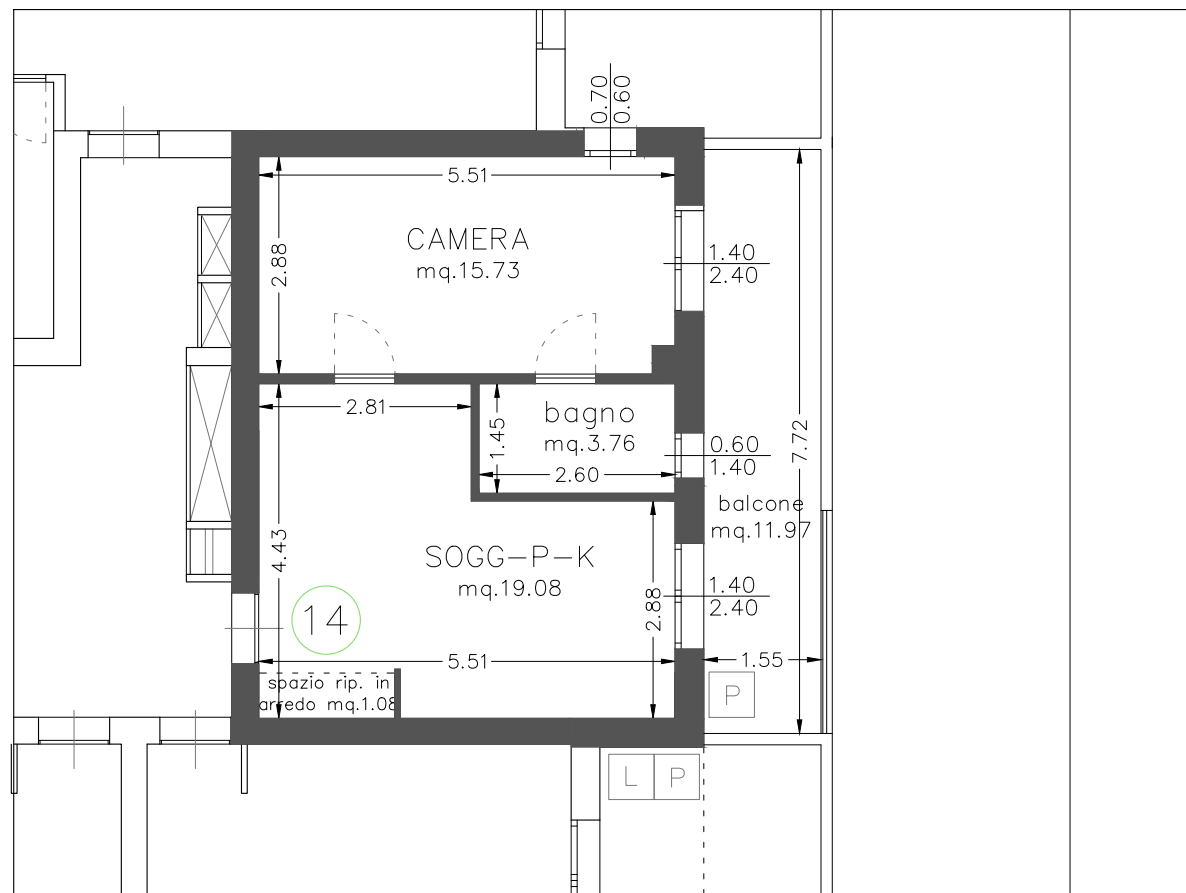 0.70
0.60
5.51
CAMERA
mq.15.73
2.88
1.40
2.40
2.81
bagno
mq.3.76
1.45
2.60
0.60
1.40
7.72
balcone
mq.11.97
4.43
SOGG-P-K
mq.19.08
2.88
1.40
2.40
14
5.51
1.55
spazio rip. in
arredo mq.1.08
P
L P